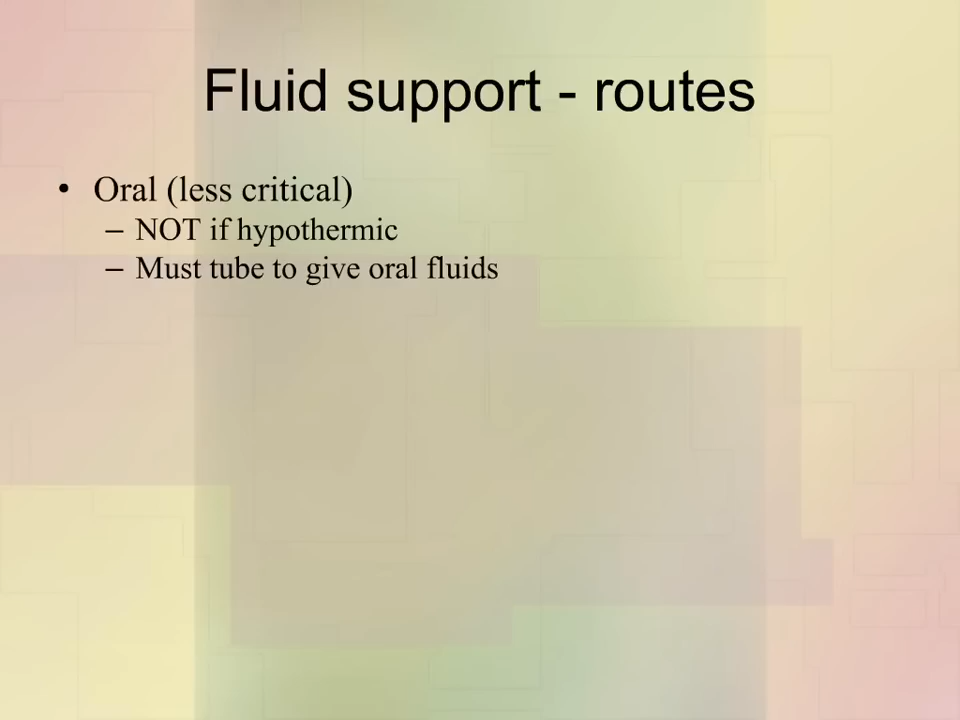 Fluid support - routes
• Oral (less critical)
– NOT if hypothermic
– Must tube to give oral fluids